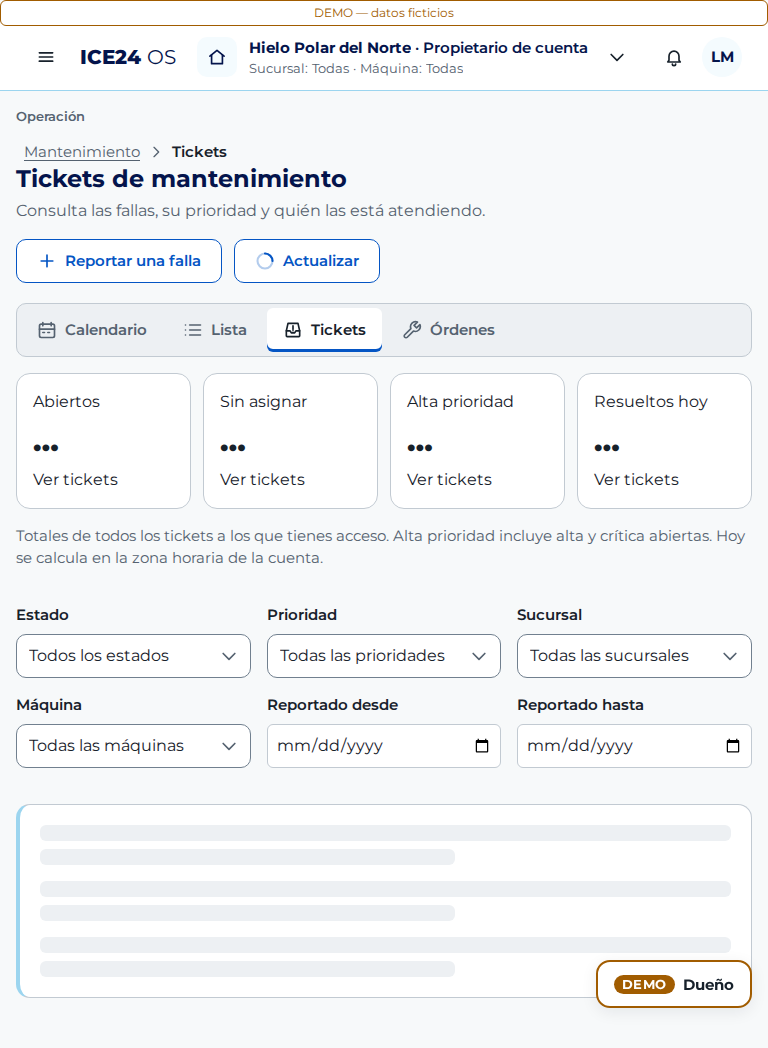 DEMO — datos ficticios
ICE24 OS
Hielo Polar del Norte · Propietario de cuenta
Sucursal: Todas · Máquina: Todas
LM
Operación
Mantenimiento > Tickets
Tickets de mantenimiento
Consulta las fallas, su prioridad y quién las está atendiendo.
+ Reportar una falla
Actualizar
Calendario Lista Tickets Órdenes
Abiertos Sin asignar Alta prioridad Resueltos hoy
••• ••• ••• •••
Ver tickets Ver tickets Ver tickets Ver tickets
Totales de todos los tickets a los que tienes acceso. Alta prioridad incluye alta y crítica abiertas. Hoy
se calcula en la zona horaria de la cuenta.
Estado Prioridad Sucursal
Todos los estados Todas las prioridades Todas las sucursales
Máquina Reportado desde Reportado hasta
Todas las máquinas mm/dd/yyyy mm/dd/yyyy
DEMO Dueño